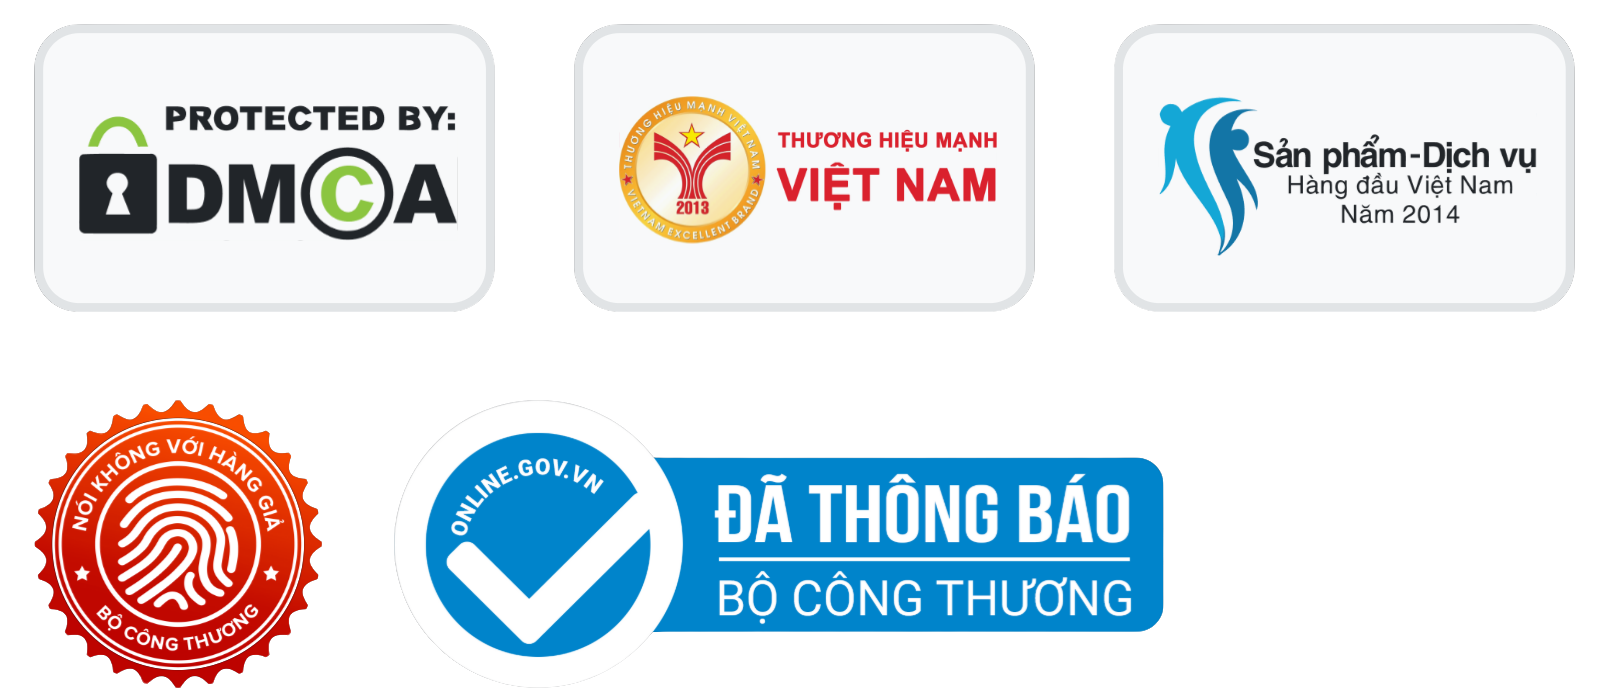 PROTECTED BY:
DMCA
THƯƠNG HIỆU MẠNH VIỆT NAM
2013
VIETNAM EXCELLENT BRAND
THƯƠNG HIỆU MẠNH
VIỆT NAM
Sản phẩm-Dịch vụ
Hàng đầu Việt Nam
Năm 2014
NÓI KHÔNG VỚI HÀNG GIẢ
BỘ CÔNG THƯƠNG
ONLINE.GOV.VN
ĐÃ THÔNG BÁO
BỘ CÔNG THƯƠNG